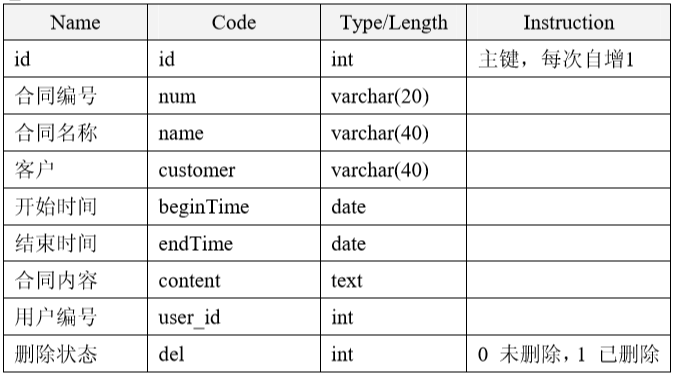 Name Code Type/Length Instruction
id id int 主键，每次自增1
合同编号 num varchar(20)
合同名称 name varchar(40)
客户 customer varchar(40)
开始时间 beginTime date
结束时间 endTime date
合同内容 content text
用户编号 user_id int
删除状态 del int 0 未删除，1 已删除